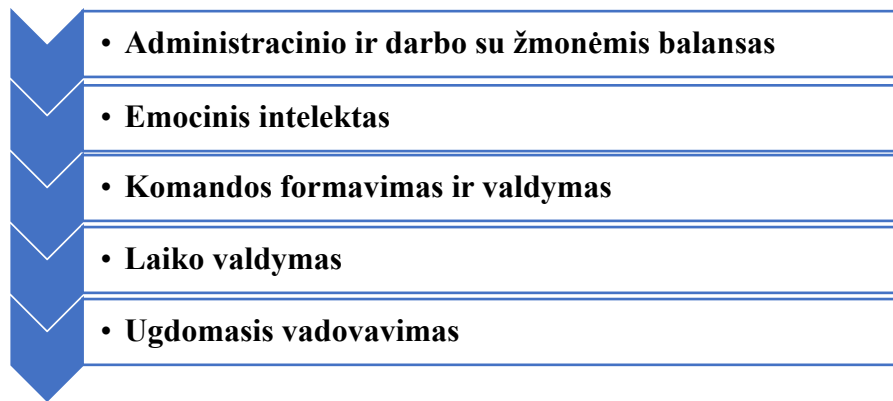 • Administracinio ir darbo su žmonėmis balansas
• Emocinis intelektas
• Komandos formavimas ir valdymas
• Laiko valdymas
• Ugdomasis vadovavimas